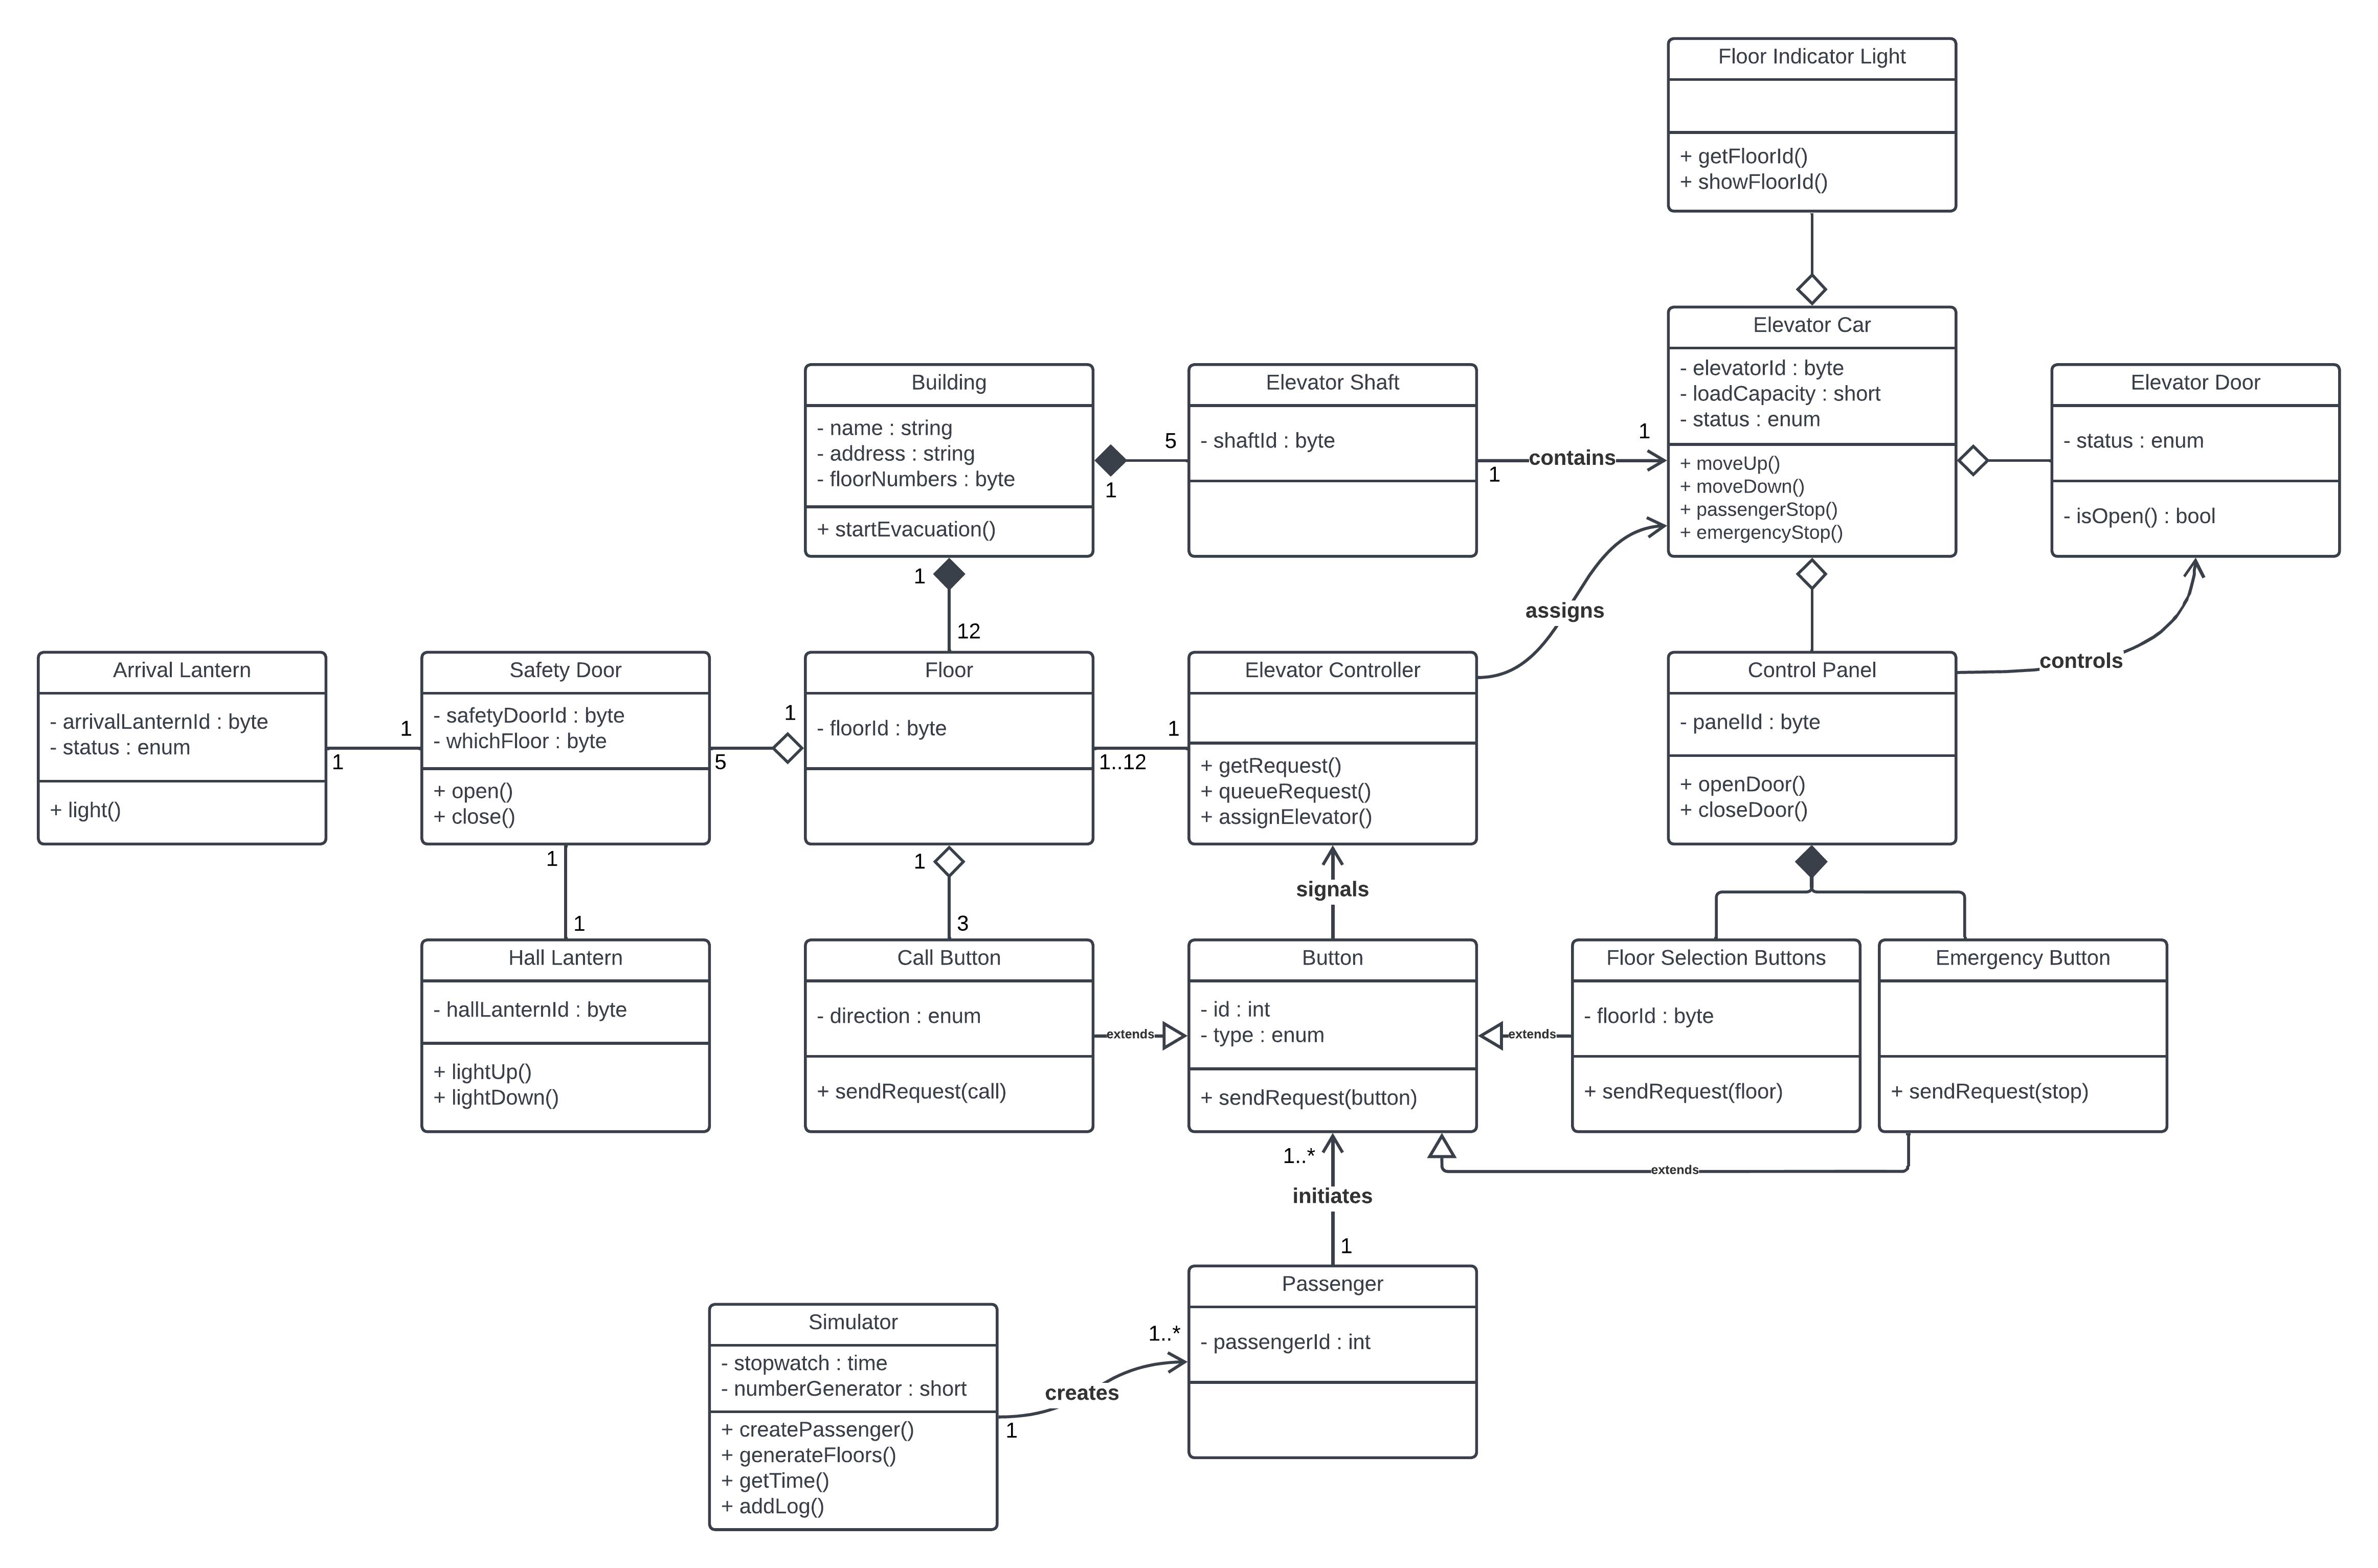 Floor Indicator Light
+ getFloorId()
+ showFloorId()
Elevator Car
- elevatorId : byte
- loadCapacity : short
- status : enum
+ moveUp()
+ moveDown()
+ passengerStop()
+ emergencyStop()
Building
- name : string
- address : string
- floorNumbers : byte
+ startEvacuation()
1
5
Elevator Shaft
- shaftId : byte
1
contains
1
Elevator Door
- status : enum
- isOpen() : bool
1
12
assigns
controls
Arrival Lantern
- arrivalLanternId : byte
- status : enum
+ light()
1
1
Safety Door
- safetyDoorId : byte
- whichFloor : byte
+ open()
+ close()
5
1
Floor
- floorId : byte
1..12
1
Elevator Controller
+ getRequest()
+ queueRequest()
+ assignElevator()
Control Panel
- panelId : byte
+ openDoor()
+ closeDoor()
1
1
1
3
signals
Hall Lantern
- hallLanternId : byte
+ lightUp()
+ lightDown()
Call Button
- direction : enum
+ sendRequest(call)
extends
Button
- id : int
- type : enum
+ sendRequest(button)
extends
Floor Selection Buttons
- floorId : byte
+ sendRequest(floor)
Emergency Button
+ sendRequest(stop)
extends
1..*
initiates
1
Passenger
- passengerId : int
Simulator
- stopwatch : time
- numberGenerator : short
+ createPassenger()
+ generateFloors()
+ getTime()
+ addLog()
1
creates
1..*